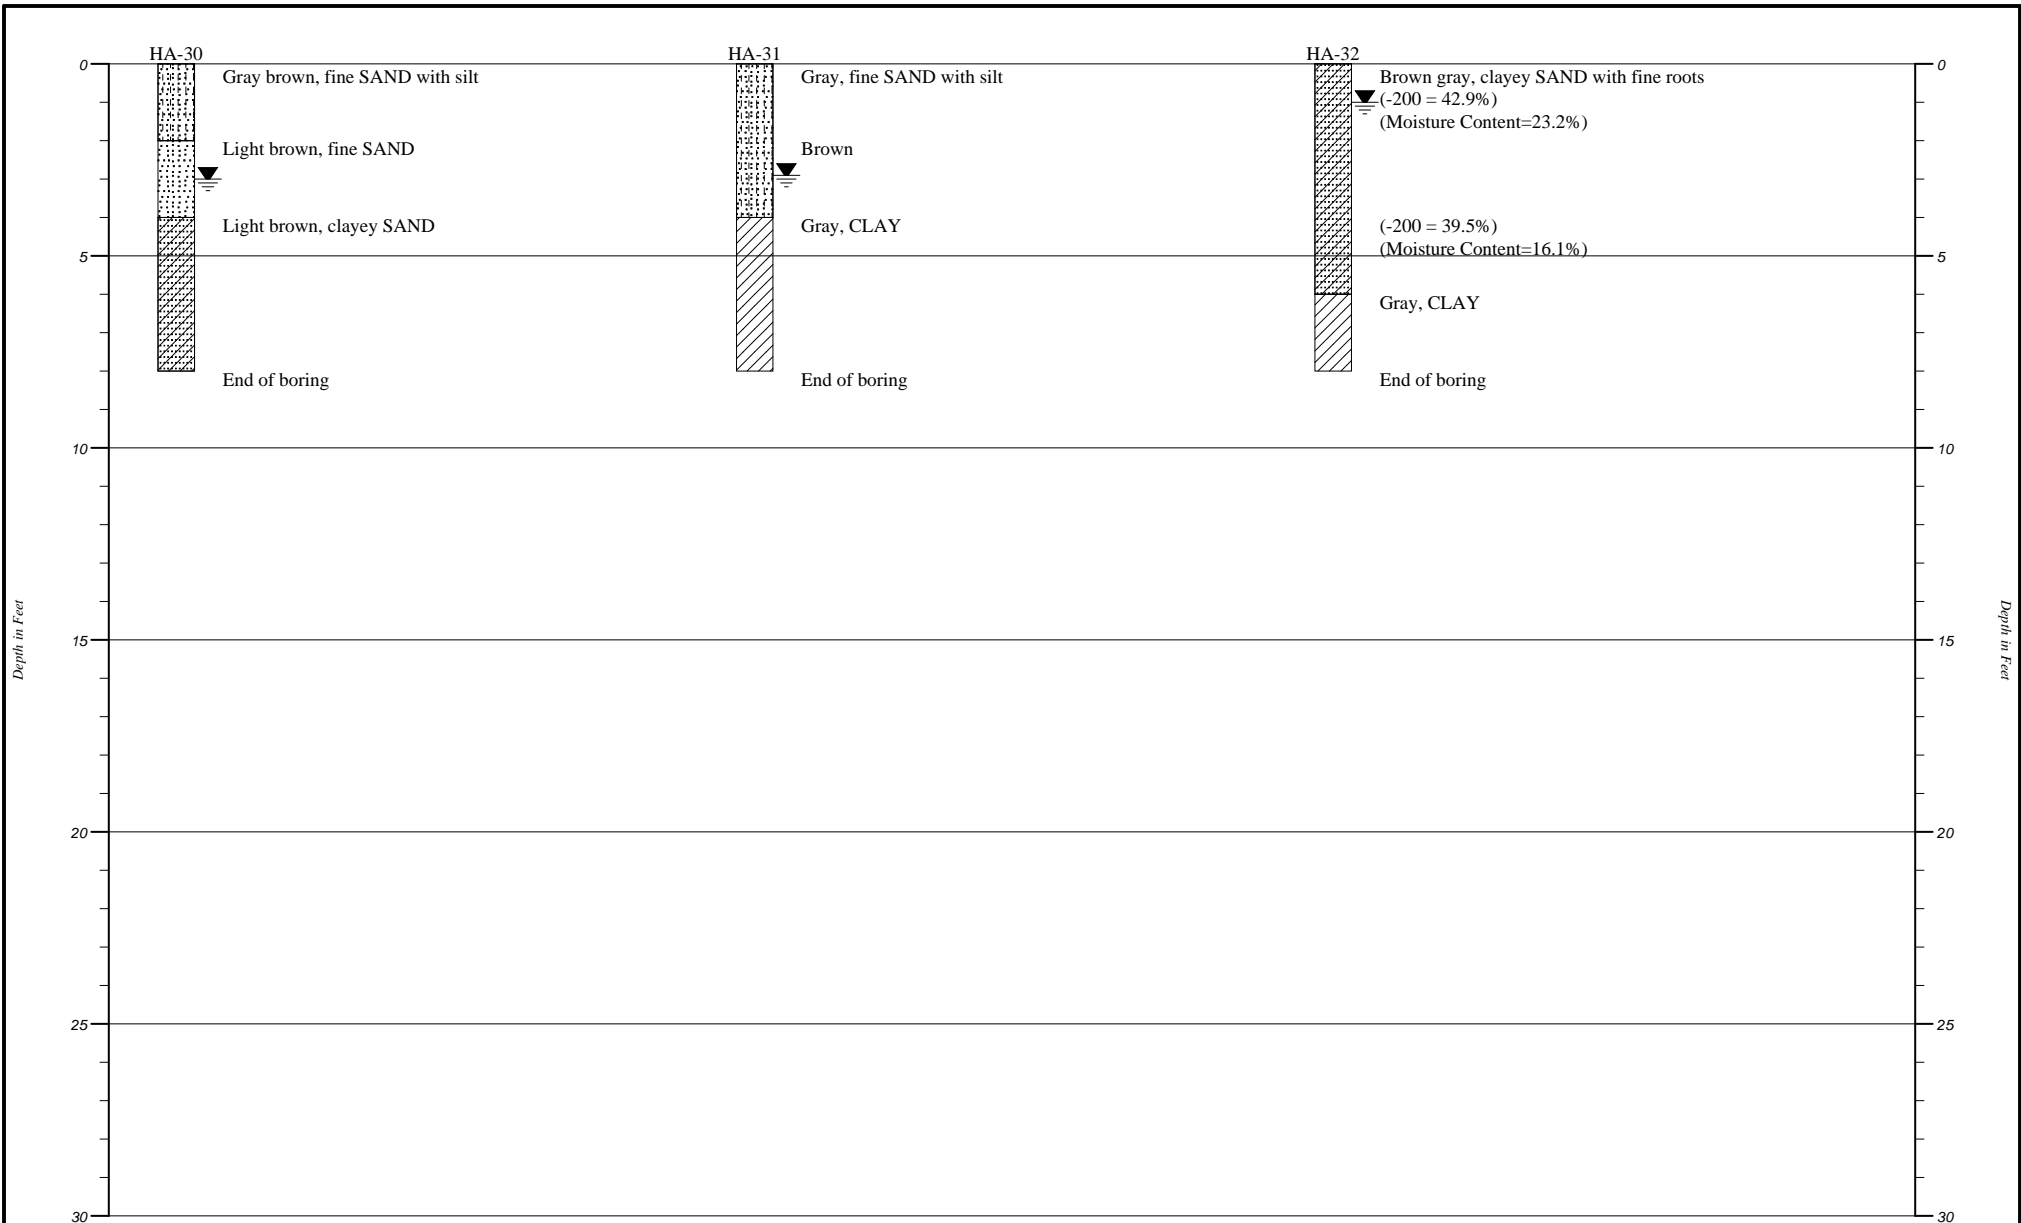 HA-30
HA-31
HA-32
0
0
Gray brown, fine SAND with silt
Gray, fine SAND with silt
Brown gray, clayey SAND with fine roots
(-200 = 42.9%)
(Moisture Content=23.2%)
Light brown, fine SAND
Brown
Light brown, clayey SAND
Gray, CLAY
(-200 = 39.5%)
(Moisture Content=16.1%)
5
5
Gray, CLAY
End of boring
End of boring
End of boring
10
10
Depth in Feet
Depth in Feet
15
15
20
20
25
25
30
30